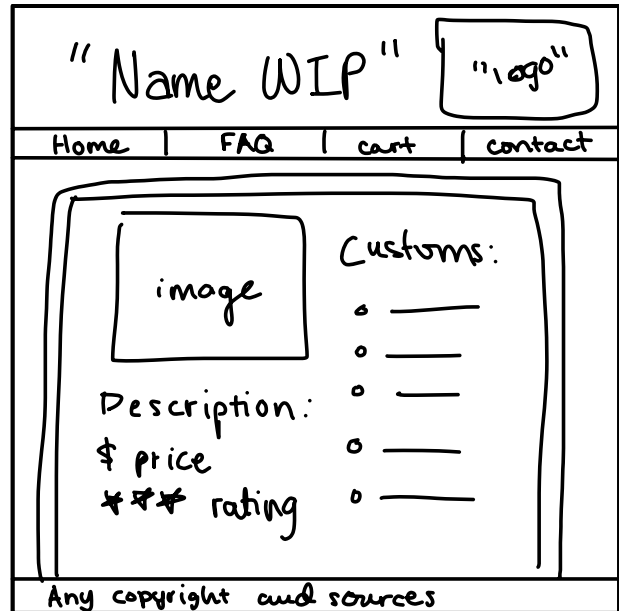 "Name WIP"
"logo"
Home FAQ cart contact
image
Customs:
Description:
$ price
rating
Any copyright and sources